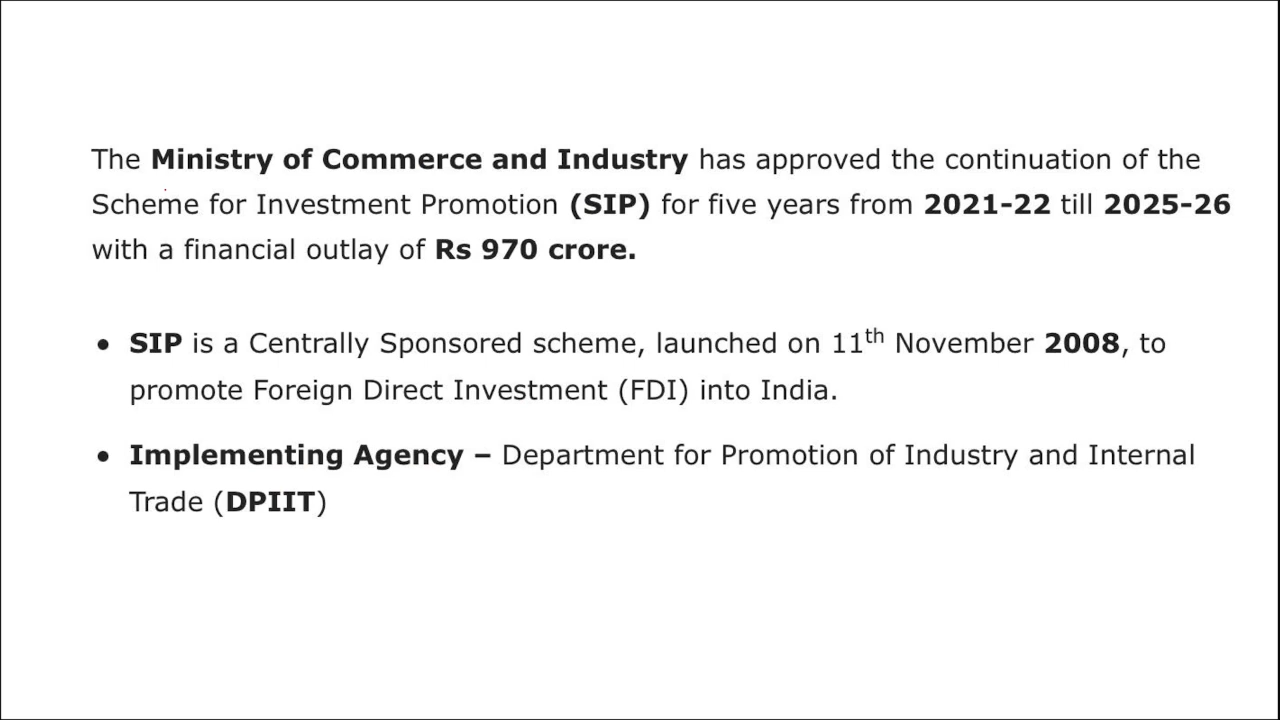 The Ministry of Commerce and Industry has approved the continuation of the
Scheme for Investment Promotion (SIP) for five years from 2021-22 till 2025-26
with a financial outlay of Rs 970 crore.
• SIP is a Centrally Sponsored scheme, launched on 11th November 2008, to
promote Foreign Direct Investment (FDI) into India.
• Implementing Agency – Department for Promotion of Industry and Internal
Trade (DPIIT)